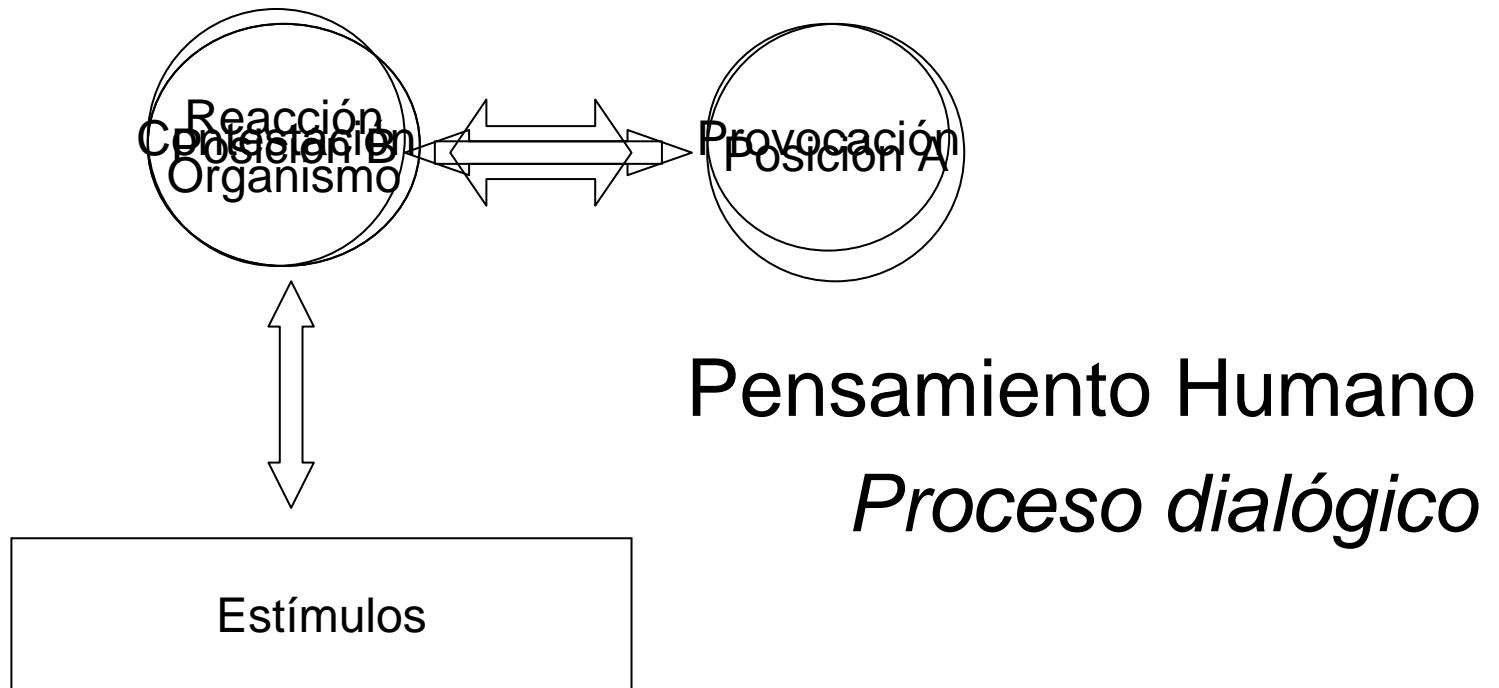 Reacción
Contestación
Posición B
Organismo
Provocación
Posición A
Pensamiento Humano
Proceso dialógico
Estímulos